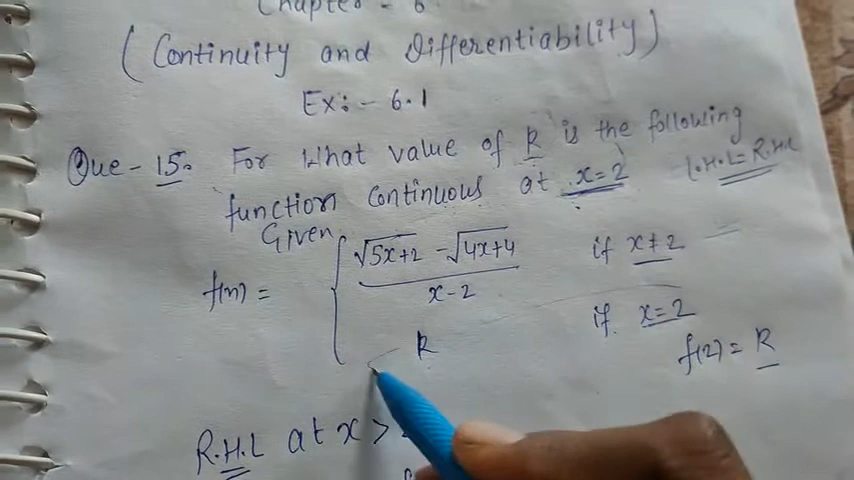 Chapter - 6
(Continuity and Differentiability)
Ex:- 6.1
Que - 15. For What value of k is the following
function continuous at x=2 L.H.L=R.H.L
Given
f(x) = { √5x+2 - √4x+4 / x-2 if x≠2
k if x=2
f(2) = k
R.H.L at x >